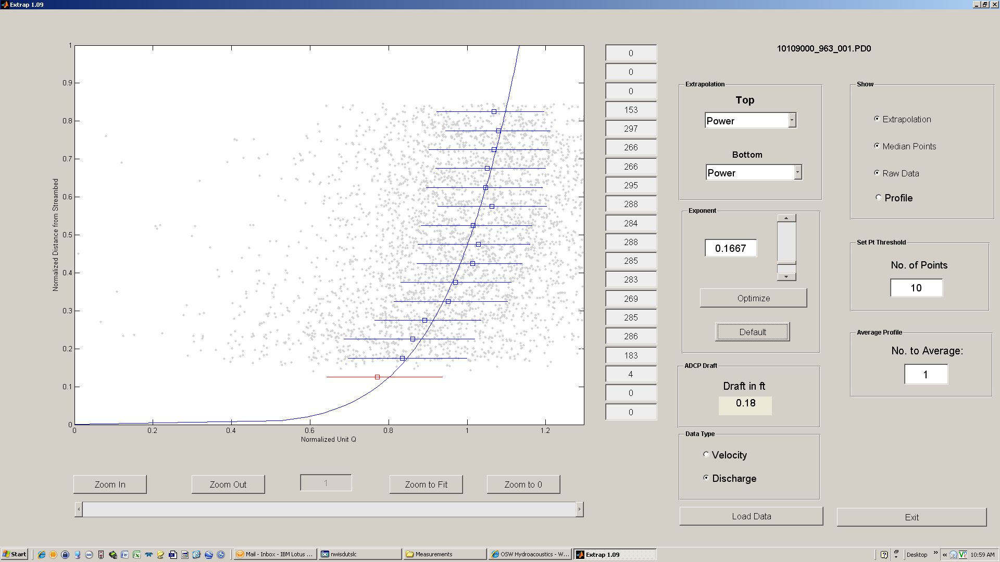 Extrap 1.09
10109000_963_001.PD0
1
0.9
0.8
0.7
0.6
0.5
0.4
0.3
0.2
0.1
0
Normalized Distance from Streambed
0 0.2 0.4 0.6 0.8 1 1.2
Normalized Unit Q
0
0
0
153
297
266
266
295
288
284
288
285
283
269
285
286
183
4
0
0
Extrapolation
Top
Power
Bottom
Power
Exponent
0.1667
Optimize
Default
ADCP Draft
Draft in ft
0.18
Data Type
Velocity
Discharge
Load Data
Show
Extrapolation
Median Points
Raw Data
Profile
Set Pt Threshold
No. of Points
10
Average Profile
No. to Average:
1
Exit
Zoom In Zoom Out 1 Zoom to Fit Zoom to 0
Start Mail - Inbox - IBM Lotus ... nwisdutslc Measurements OSW Hydroacoustics - W... Extrap 1.09 Desktop 10:59 AM